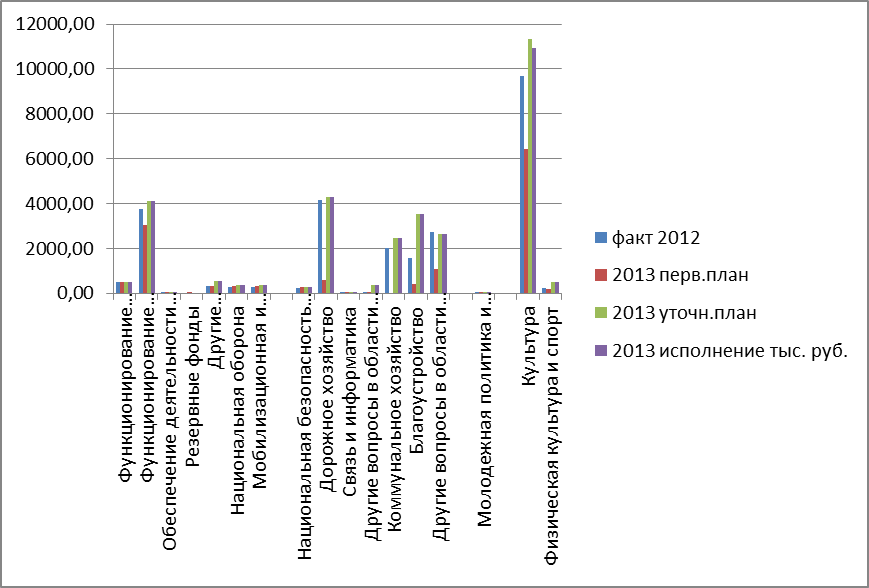 12000,00
10000,00
8000,00
6000,00
4000,00
2000,00
0,00
Функционирование…
Функционирование…
Обеспечение деятельности…
Резервные фонды
Другие…
Национальная оборона
Мобилизационная и…
Национальная безопасность…
Дорожное хозяйство
Связь и информатика
Другие вопросы в области…
Коммунальное хозяйство
Благоустройство
Другие вопросы в области…
Молодежная политика и…
Культура
Физическая культура и спорт
факт 2012
2013 перв.план
2013 уточн.план
2013 исполнение тыс. руб.